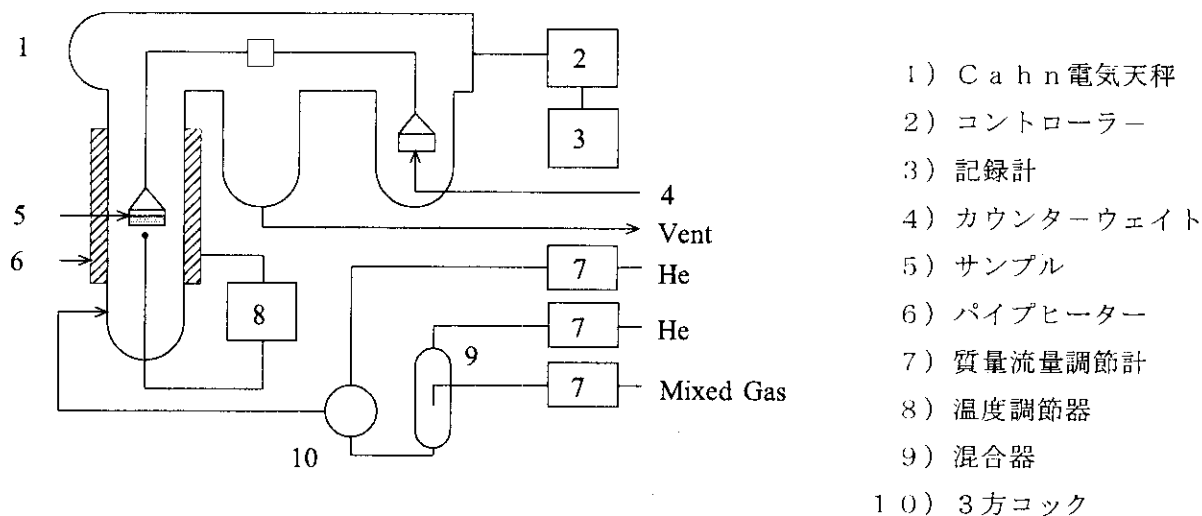 1
2
3
4
Vent
5
6
7
He
8
7
He
9
7
Mixed Gas
10
1) Cahn電気天秤
2) コントローラー
3) 記録計
4) カウンターウェイト
5) サンプル
6) パイプヒーター
7) 質量流量調節計
8) 温度調節器
9) 混合器
10) 3方コック